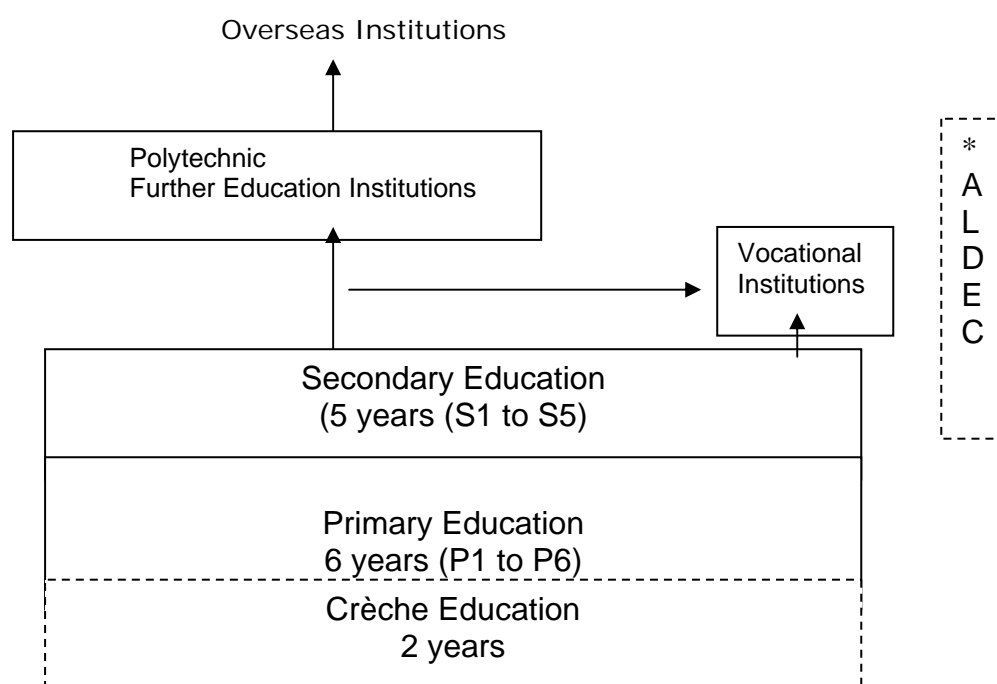 Overseas Institutions
Polytechnic
Further Education Institutions
Vocational
Institutions
*
A
L
D
E
C
Secondary Education
(5 years (S1 to S5)
Primary Education
6 years (P1 to P6)
Crèche Education
2 years